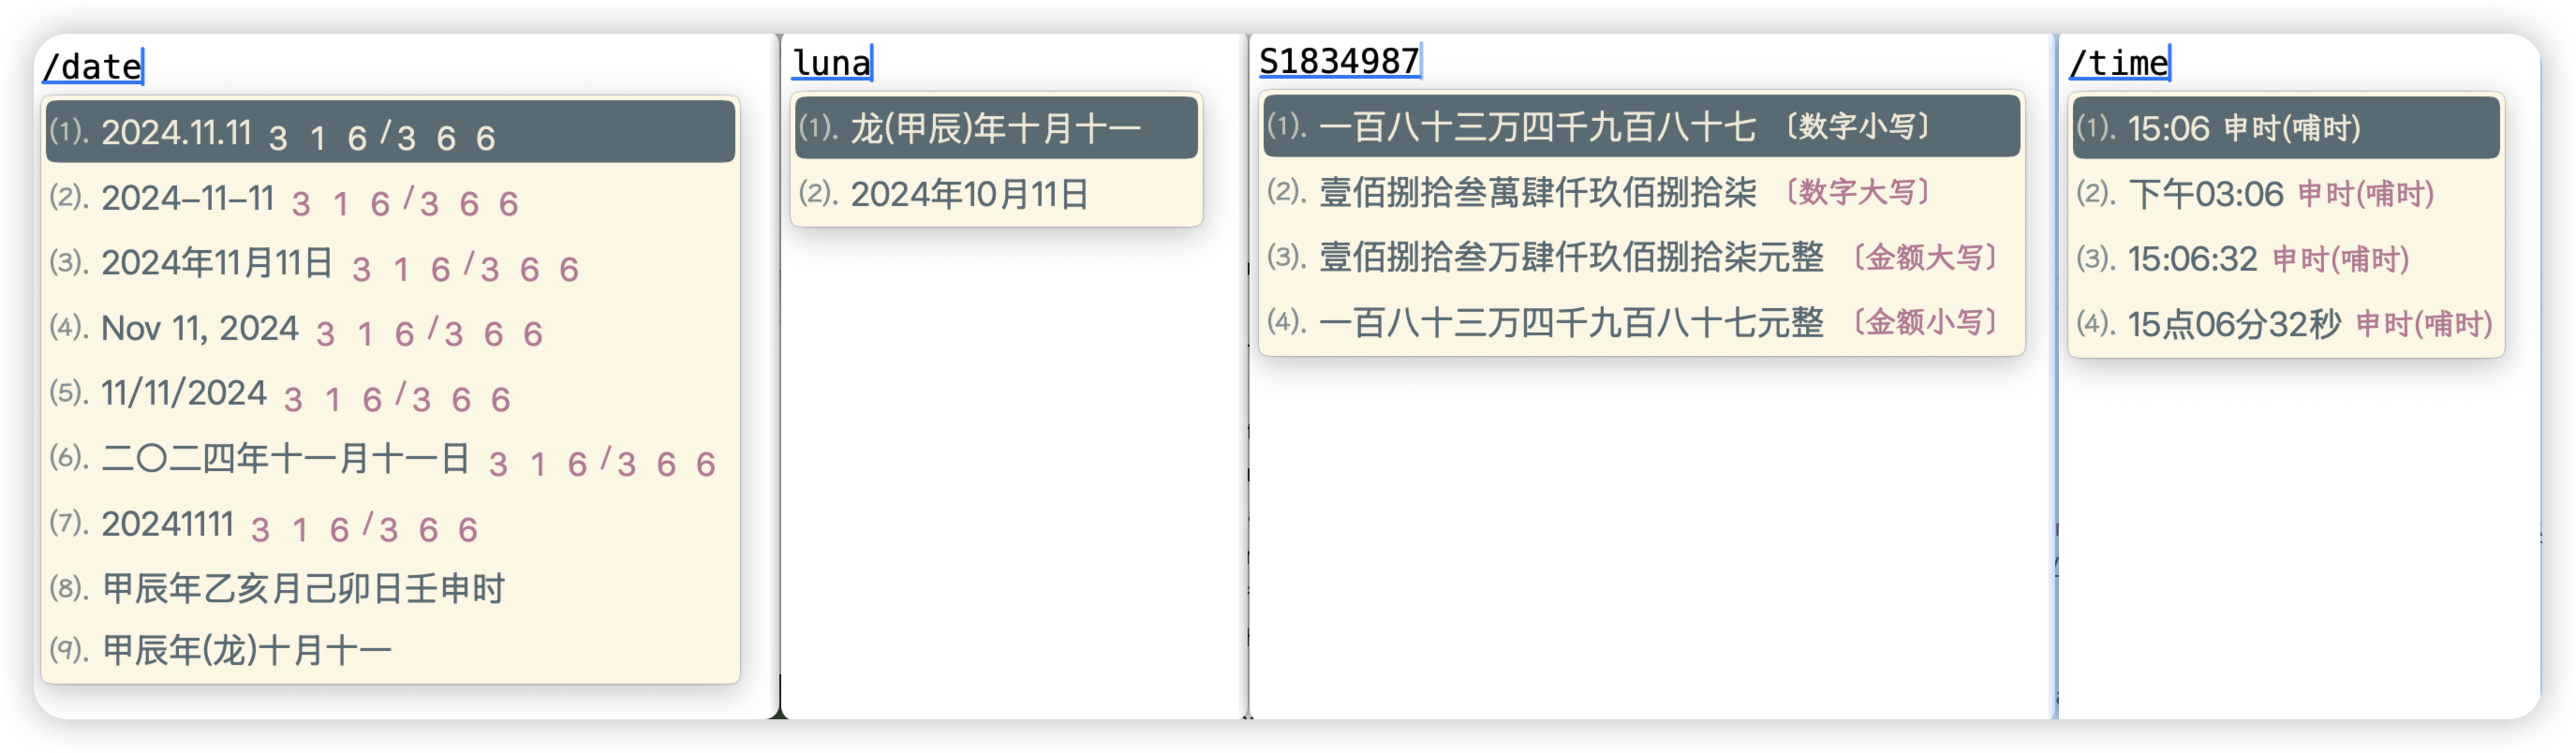 /date
(1). 2024.11.11 3 1 6/3 6 6
(2). 2024–11–11 3 1 6/3 6 6
(3). 2024年11月11日 3 1 6/3 6 6
(4). Nov 11, 2024 3 1 6/3 6 6
(5). 11/11/2024 3 1 6/3 6 6
(6). 二〇二四年十一月十一日 3 1 6/3 6 6
(7). 20241111 3 1 6/3 6 6
(8). 甲辰年乙亥月己卯日壬申时
(9). 甲辰年(龙)十月十一
luna
(1). 龙(甲辰)年十月十一
(2). 2024年10月11日
S1834987
(1). 一百八十三万四千九百八十七 〔数字小写〕
(2). 壹佰捌拾叁萬肆仟玖佰捌拾柒 〔数字大写〕
(3). 壹佰捌拾叁万肆仟玖佰捌拾柒元整 〔金额大写〕
(4). 一百八十三万四千九百八十七元整 〔金额小写〕
/time
(1). 15:06 申时(哺时)
(2). 下午03:06 申时(哺时)
(3). 15:06:32 申时(哺时)
(4). 15点06分32秒 申时(哺时)